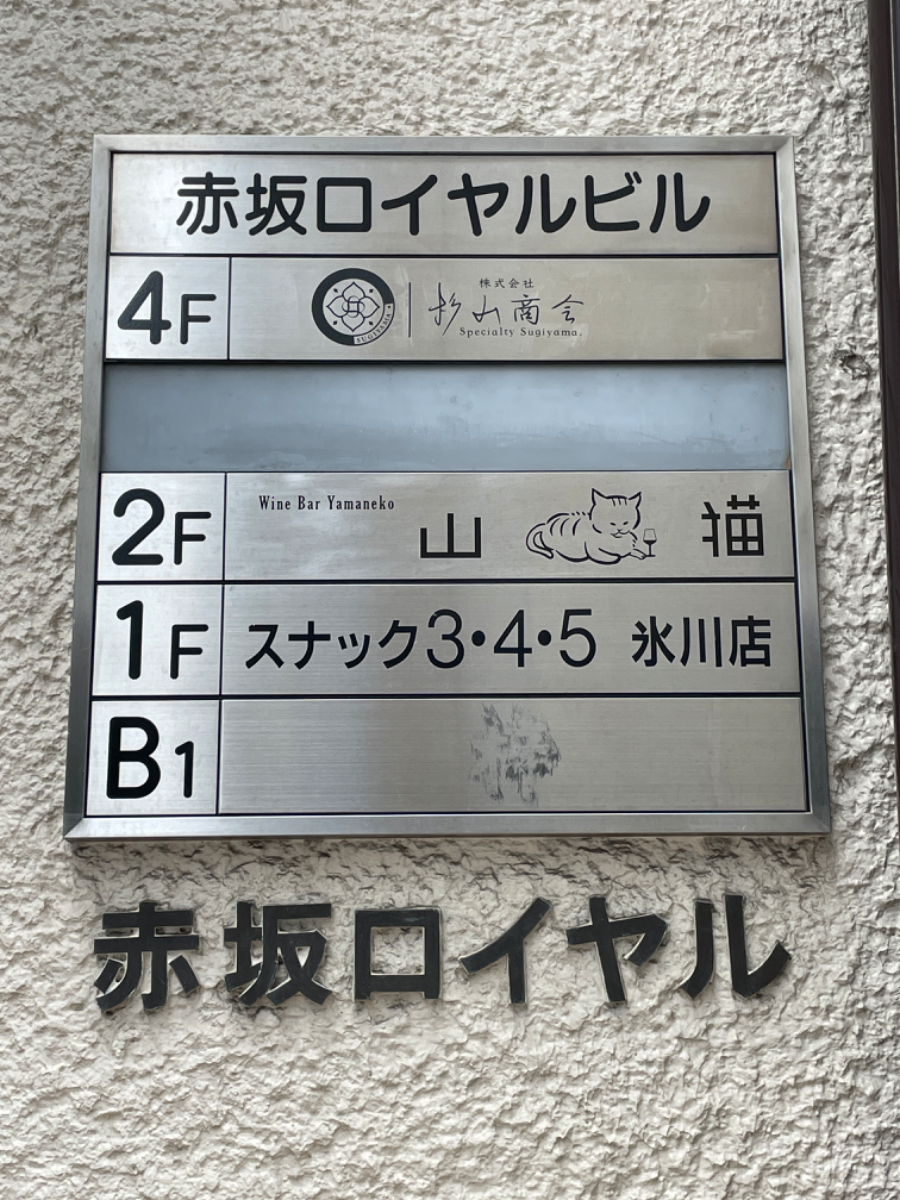 赤坂ロイヤルビル
4F
SUGIYAMA
株式会社
杉山商会
Specialty Sugiyama.
2F
Wine Bar Yamaneko
山猫
1F
スナック3・4・5 氷川店
B1
赤坂ロイヤル